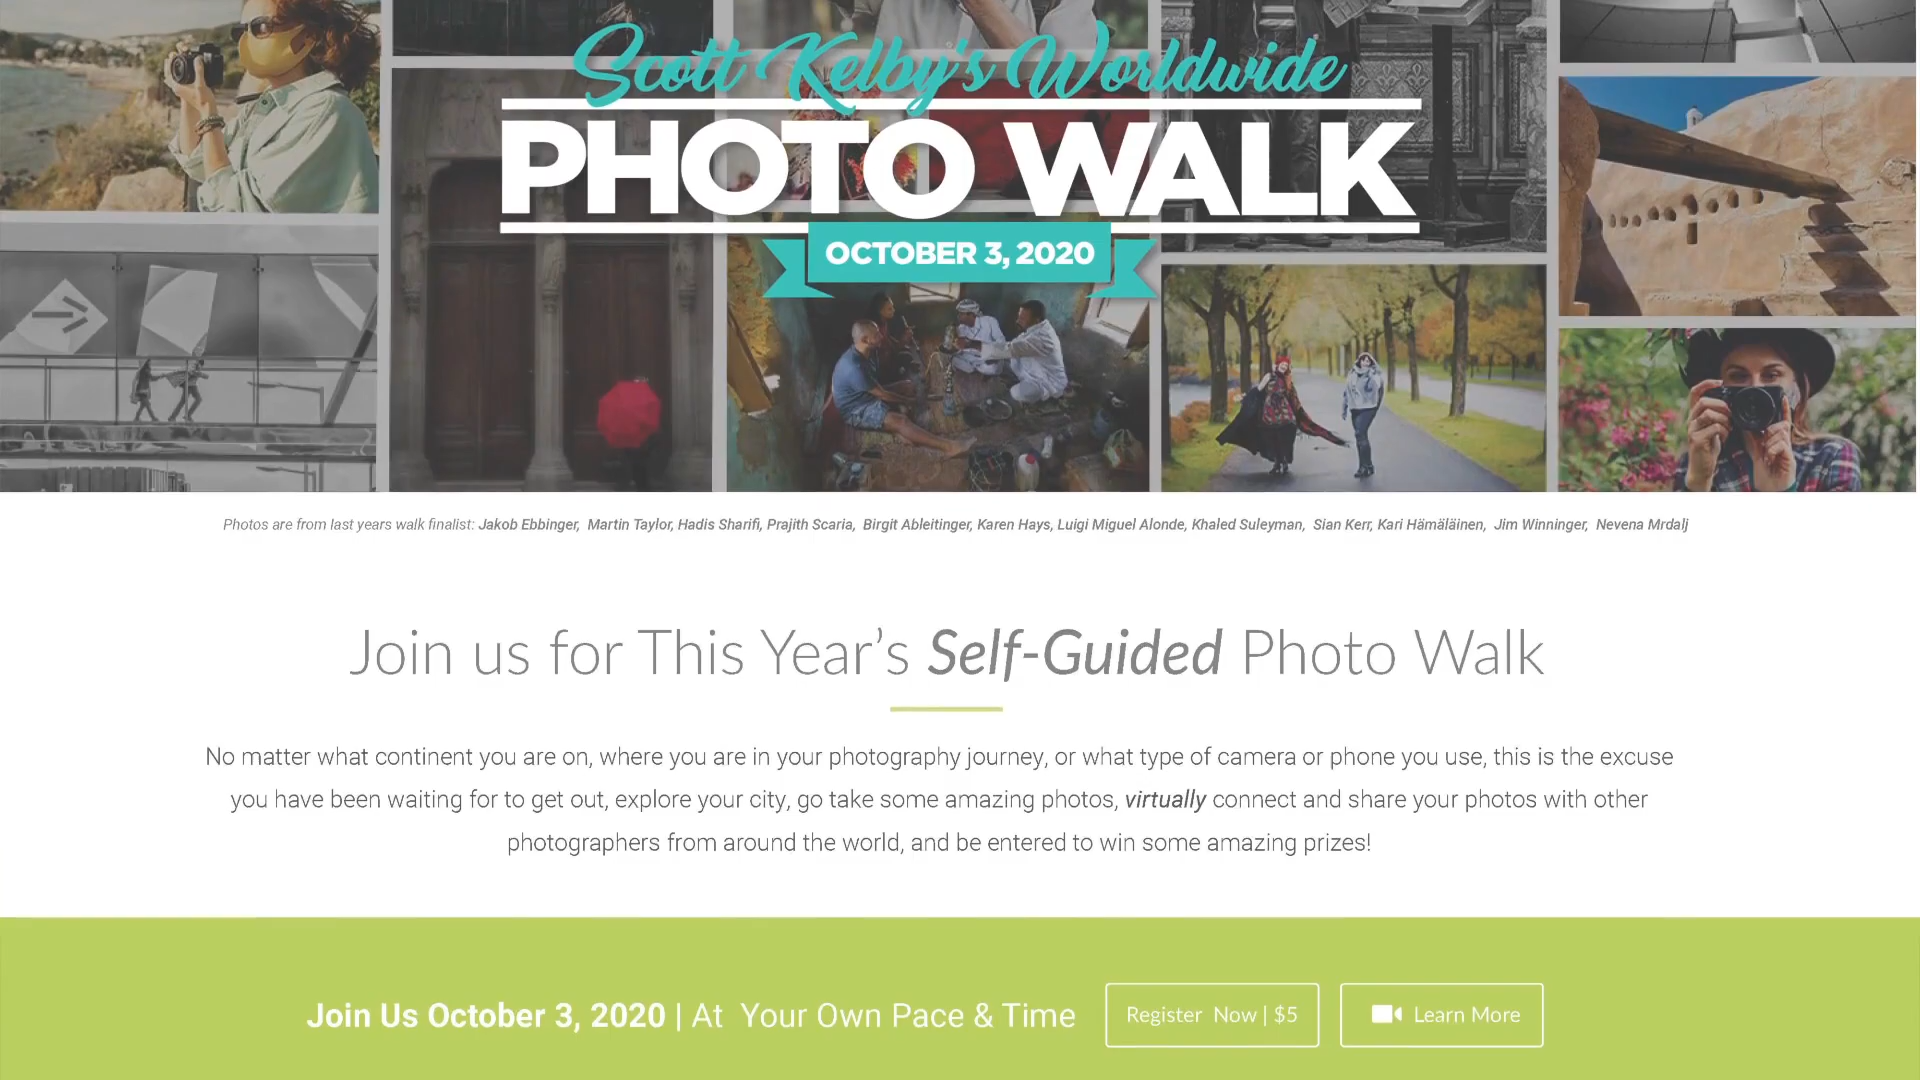 Scott Kelby's Worldwide
PHOTO WALK
OCTOBER 3, 2020
Photos are from last years walk finalist: Jakob Ebbinger, Martin Taylor, Hadis Sharifi, Prajith Scaria, Birgit Ableitinger, Karen Hays, Luigi Miguel Alonde, Khaled Suleyman, Sian Kerr, Kari Hämäläinen, Jim Winninger, Nevena Mrdalj
Join us for This Year’s Self-Guided Photo Walk
No matter what continent you are on, where you are in your photography journey, or what type of camera or phone you use, this is the excuse
you have been waiting for to get out, explore your city, go take some amazing photos, virtually connect and share your photos with other
photographers from around the world, and be entered to win some amazing prizes!
Join Us October 3, 2020 | At Your Own Pace & Time
Register Now | $5
Learn More